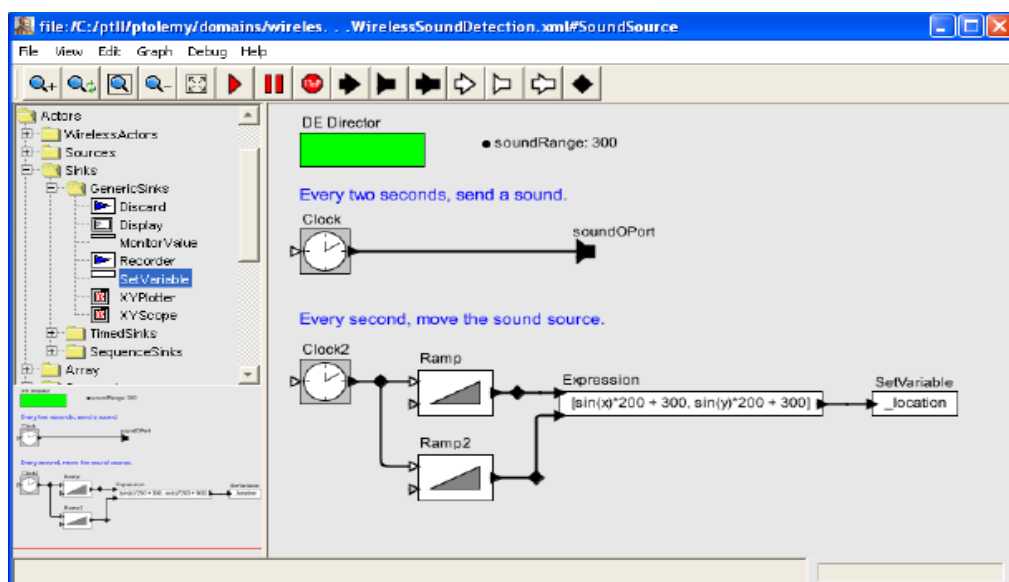 file:/C:/ptII/ptolemy/domains/wireles. . .WirelessSoundDetection.xml#SoundSource
File View Edit Graph Debug Help
Actors
WirelessActors
Sources
Sinks
GenericSinks
Discard
Display
MonitorValue
Recorder
SetVariable
XYPlotter
XYScope
TimedSinks
SequenceSinks
Array
DE Director
soundRange: 300
Every two seconds, send a sound.
Clock
soundOPort
Every second, move the sound source.
Clock2
Ramp
Expression
SetVariable
[sin(x)*200 + 300, sin(y)*200 + 300]
_location
Ramp2